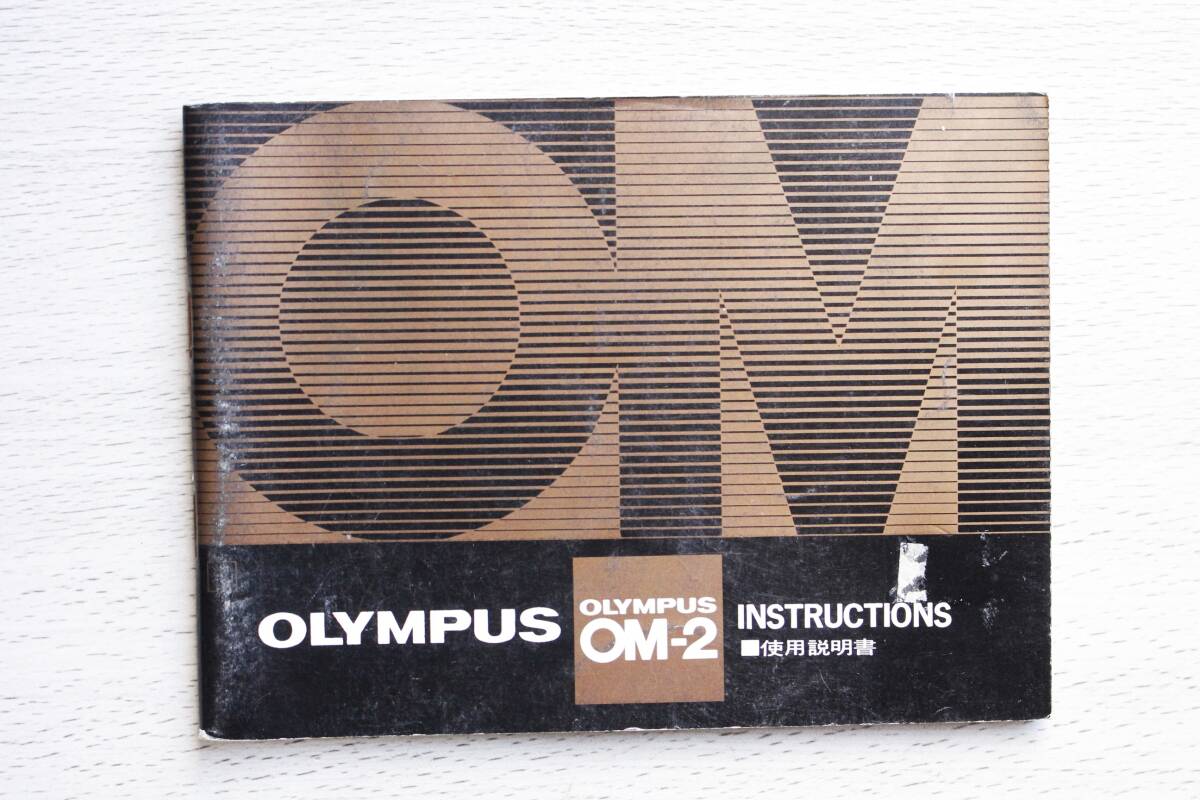 OM
OLYMPUS
OLYMPUS
OM-2
INSTRUCTIONS
■使用説明書